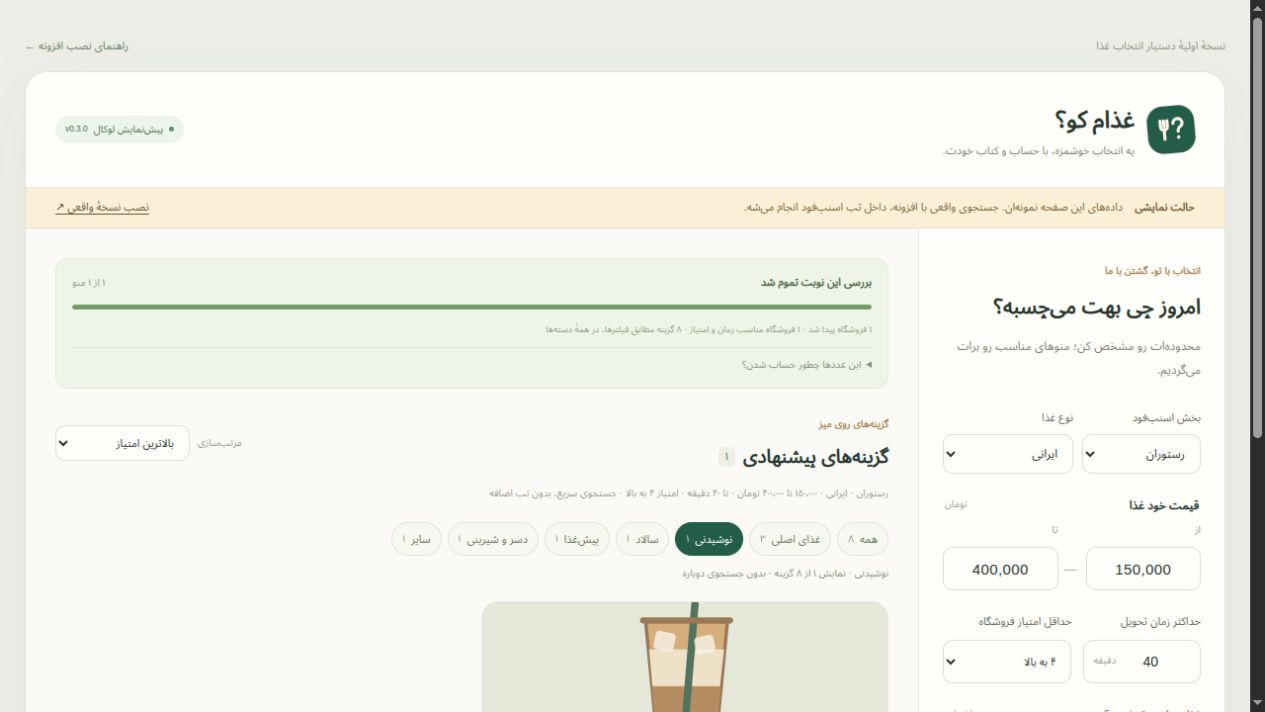 نسخهٔ اولیهٔ دستیار انتخاب غذا
راهنمای نصب افزونه ←
غذام کو؟
یه انتخاب خوشمزه، با حساب و کتاب خودت.
پیش‌نمایش لوکال v0.3.0
حالت نمایشی داده‌های این صفحه نمونه‌ان. جستجوی واقعی با افزونه، داخل تب اسنپ‌فود انجام می‌شه.
نصب نسخهٔ واقعی ↗
انتخاب با تو، گشتن با ما
امروز چی بهت می‌چسبه؟
محدوده‌ات رو مشخص کن؛ منوهای مناسب رو برات
می‌گردیم.
بخش اسنپ‌فود
نوع غذا
رستوران
ایرانی
قیمت خود غذا
تومان
از
تا
150,000
—
400,000
حداکثر زمان تحویل
حداقل امتیاز فروشگاه
40 دقیقه
۴ به بالا
بررسی این نوبت تموم شد
۱ از ۱ منو
۱ فروشگاه پیدا شد · ۱ فروشگاه مناسب زمان و امتیاز · ۸ گزینه مطابق فیلترها، در همهٔ دسته‌ها
◀ این عددها چطور حساب شدن؟
گزینه‌های روی میز
گزینه‌های پیشنهادی ۱
مرتب‌سازی
بالاترین امتیاز
رستوران · ایرانی · ۱۵۰٬۰۰۰ تا ۴۰۰٬۰۰۰ تومان · تا ۴۰ دقیقه · امتیاز ۴ به بالا · جستجوی سریع، بدون تب اضافه
همه ۸
غذای اصلی ۳
نوشیدنی ۱
سالاد ۱
پیش‌غذا ۱
دسر و شیرینی ۱
سایر ۱
نوشیدنی · نمایش ۱ از ۸ گزینه · بدون جستجوی دوباره